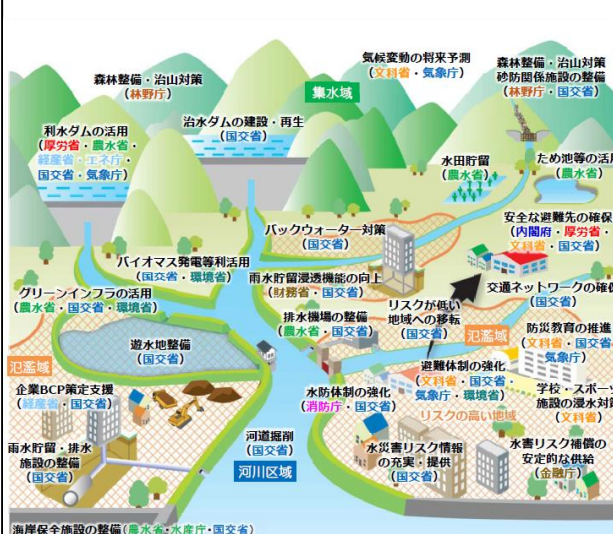 気候変動の将来予測
(文科省・気象庁)
森林整備・治山対策
砂防関係施設の整備
(林野庁・国交省)
森林整備・治山対策
(林野庁)
集水域
治水ダムの建設・再生
(国交省)
利水ダムの活用
(厚労省・農水省・
経産省・エネ庁・
国交省・気象庁)
水田貯留
(農水省)
ため池等の活用
(農水省)
安全な避難先の確保
(内閣府・厚労省・
文科省・国交省)
バックウォーター対策
(国交省)
バイオマス発電等利活用
(国交省・環境省)
雨水貯留浸透機能の向上
(財務省・国交省)
交通ネットワークの確保
(国交省)
グリーンインフラの活用
(農水省・国交省・環境省)
リスクが低い
地域への移転
(国交省)
排水機場の整備
(農水省・国交省)
氾濫域
防災教育の推進
(文科省・国交省・
気象庁)
遊水地整備
(国交省)
氾濫域
避難体制の強化
(文科省・国交省・
気象庁・環境省)
企業BCP策定支援
(経産省・国交省)
水防体制の強化
(消防庁・国交省)
学校・スポーツ
施設の浸水対策
(文科省)
リスクの高い地域
河道掘削
(国交省)
河川区域
雨水貯留・排水
施設の整備
(国交省)
水災害リスク情報
の充実・提供
(国交省)
水害リスク補償の
安定的な供給
(金融庁)
海岸保全施設の整備(農水省・水産庁・国交省)